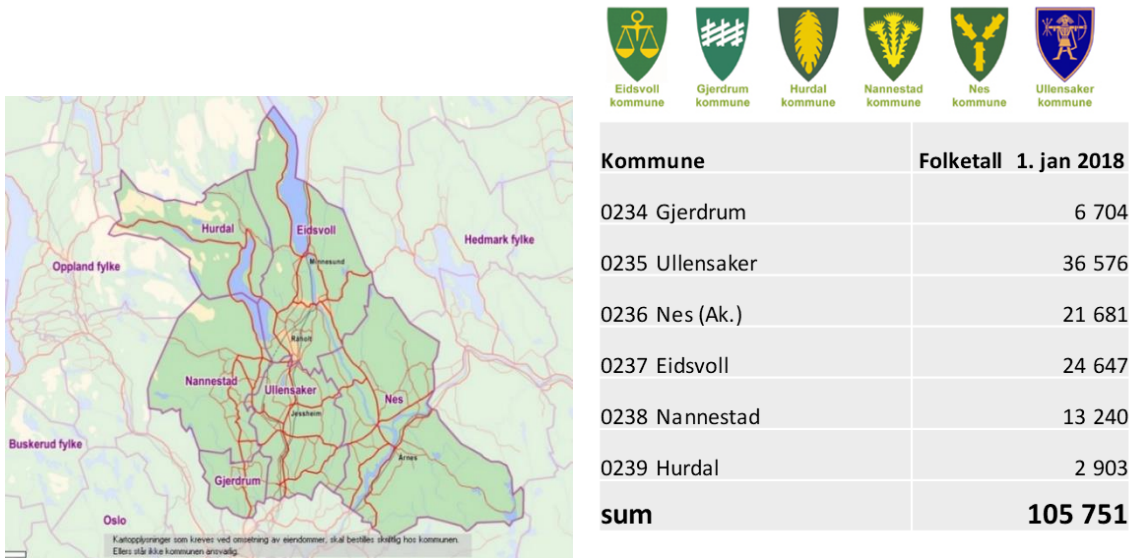 Eidsvoll
kommune
Gjerdrum
kommune
Hurdal
kommune
Nannestad
kommune
Nes
kommune
Ullensaker
kommune
Kommune Folketall 1. jan 2018
0234 Gjerdrum 6 704
0235 Ullensaker 36 576
0236 Nes (Ak.) 21 681
0237 Eidsvoll 24 647
0238 Nannestad 13 240
0239 Hurdal 2 903
sum 105 751
Hurdal
Eidsvoll
Hedmark fylke
Minnesund
Oppland fylke
Råholt
Nannestad
Ullensaker
Nes
Jessheim
Buskerud fylke
Årnes
Gjerdrum
Oslo
Kartopplysninger som kreves ved omsetning av eiendommer, skal bestilles skriftlig hos kommunen.
Ellers står ikke kommunen ansvarlig.